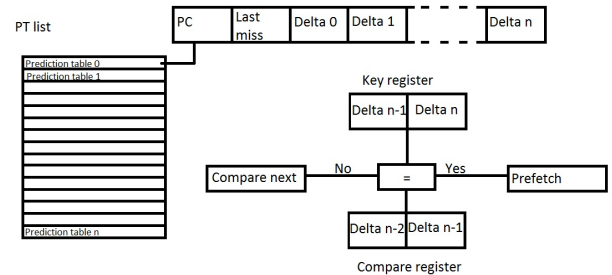 PT list
PC
Last
miss
Delta 0
Delta 1
Delta n
Prediction table 0
Prediction table 1
Prediction table n
Key register
Delta n-1
Delta n
Compare next
No
=
Yes
Prefetch
Delta n-2
Delta n-1
Compare register